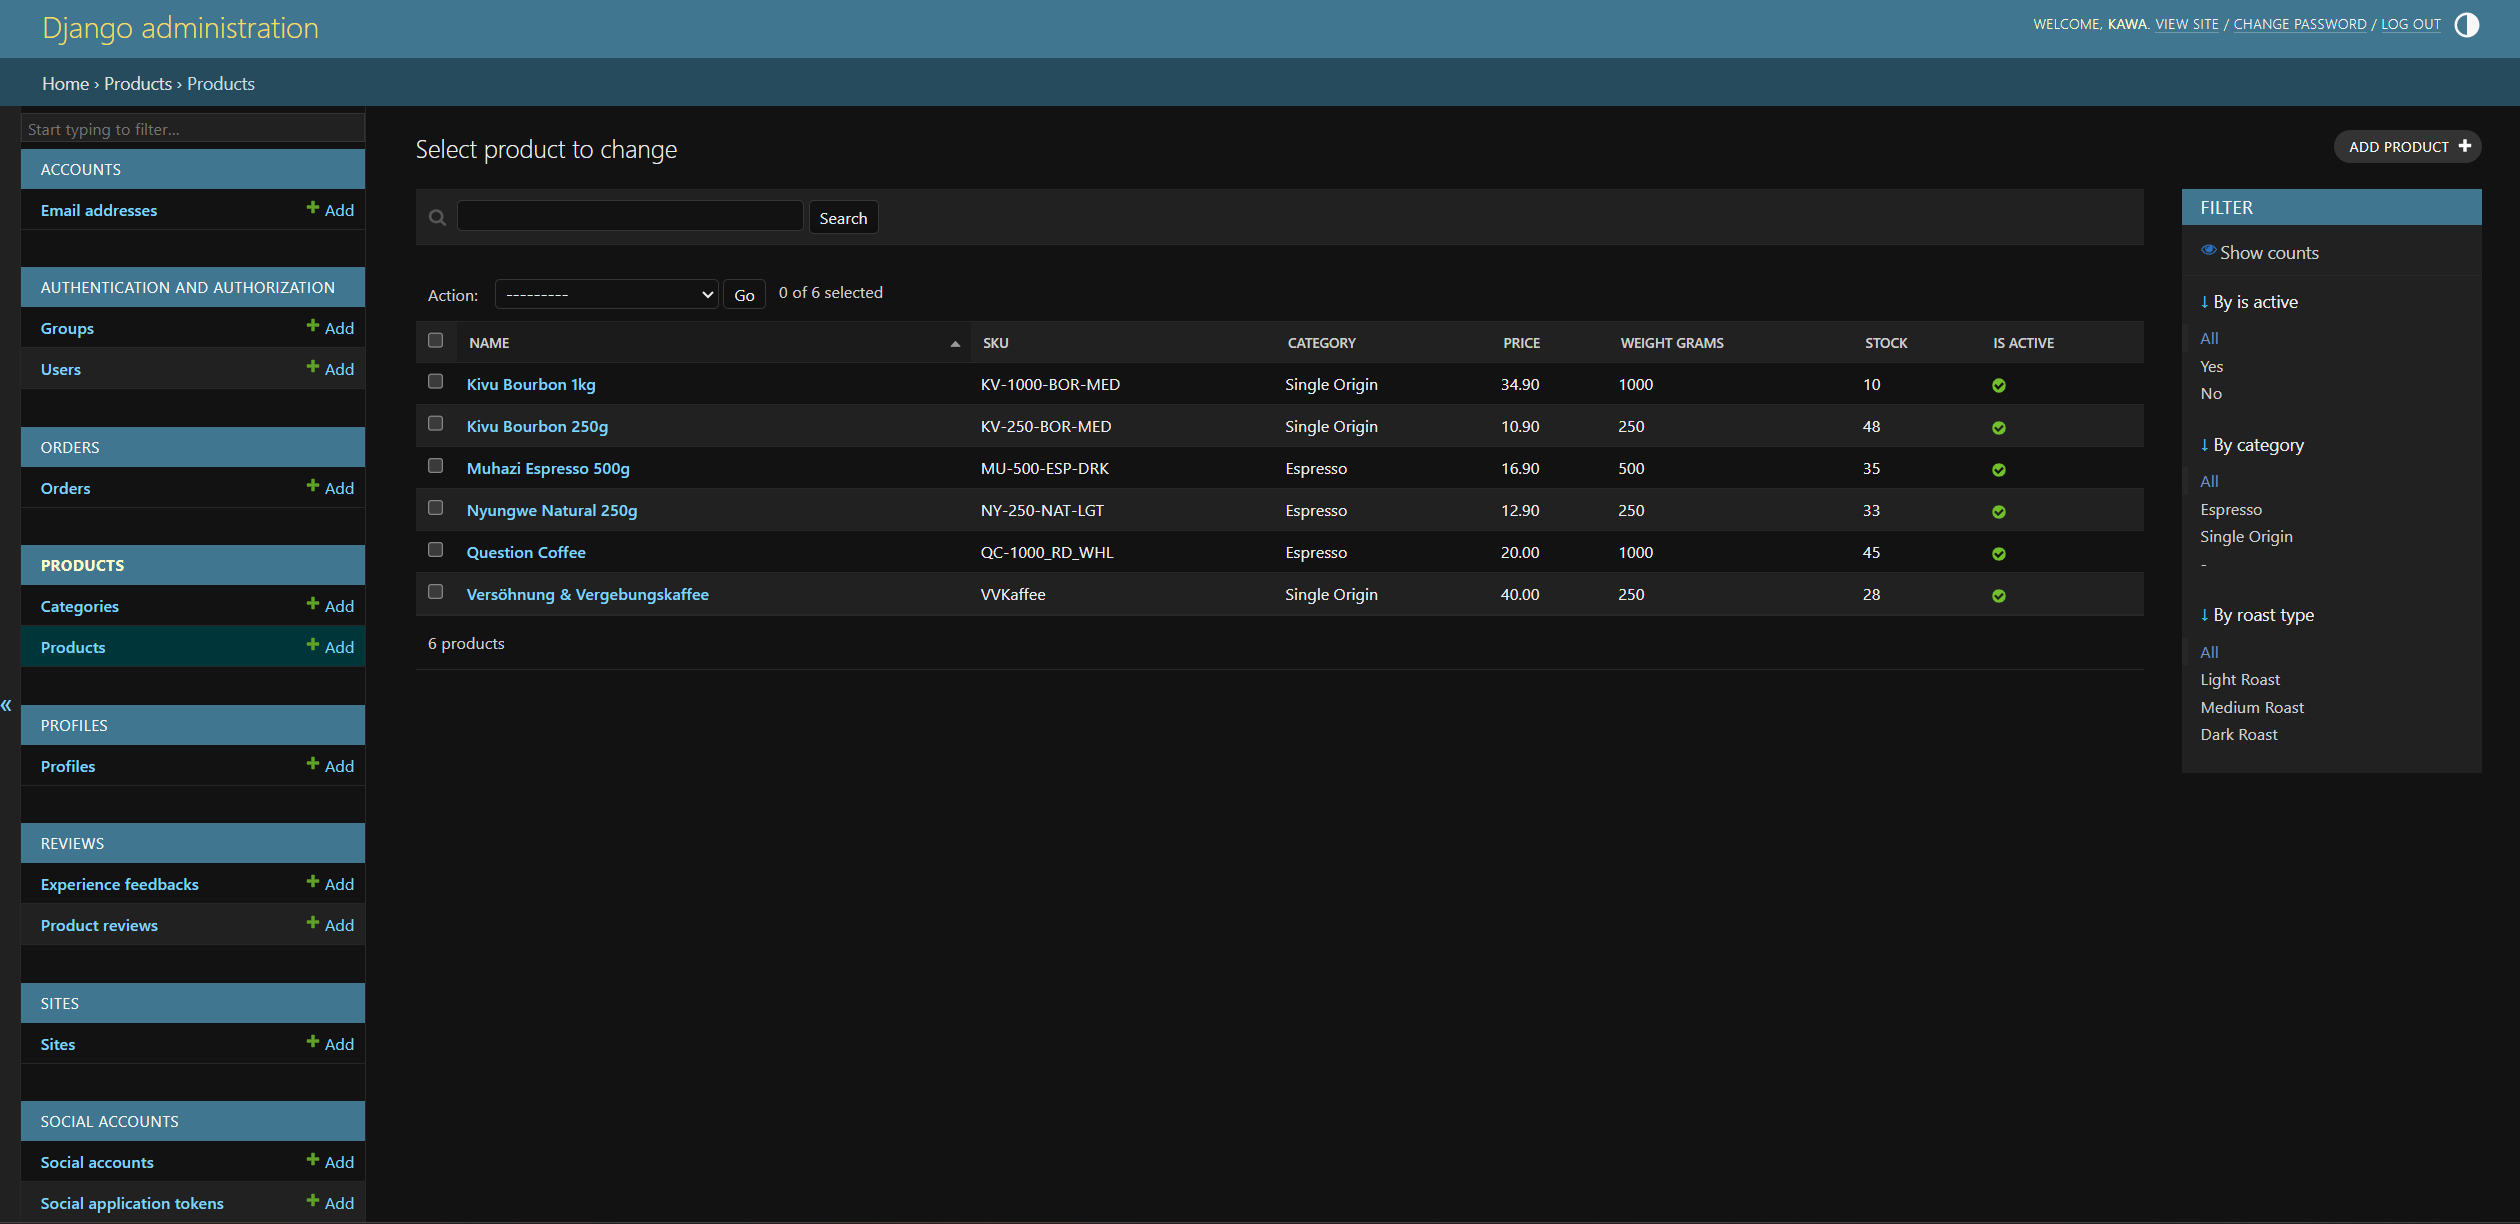 Django administration
WELCOME, KAWA. VIEW SITE / CHANGE PASSWORD / LOG OUT
Home › Products › Products
Start typing to filter...
ACCOUNTS
Email addresses Add
AUTHENTICATION AND AUTHORIZATION
Groups Add
Users Add
ORDERS
Orders Add
PRODUCTS
Categories Add
Products Add
«
PROFILES
Profiles Add
REVIEWS
Experience feedbacks Add
Product reviews Add
SITES
Sites Add
SOCIAL ACCOUNTS
Social accounts Add
Social application tokens Add
Select product to change
ADD PRODUCT +
Search
Action: --------- Go 0 of 6 selected
NAME SKU CATEGORY PRICE WEIGHT GRAMS STOCK IS ACTIVE
Kivu Bourbon 1kg KV-1000-BOR-MED Single Origin 34.90 1000 10
Kivu Bourbon 250g KV-250-BOR-MED Single Origin 10.90 250 48
Muhazi Espresso 500g MU-500-ESP-DRK Espresso 16.90 500 35
Nyungwe Natural 250g NY-250-NAT-LGT Espresso 12.90 250 33
Question Coffee QC-1000_RD_WHL Espresso 20.00 1000 45
Versöhnung & Vergebungskaffee VVKaffee Single Origin 40.00 250 28
6 products
FILTER
Show counts
↓ By is active
All
Yes
No
↓ By category
All
Espresso
Single Origin
-
↓ By roast type
All
Light Roast
Medium Roast
Dark Roast